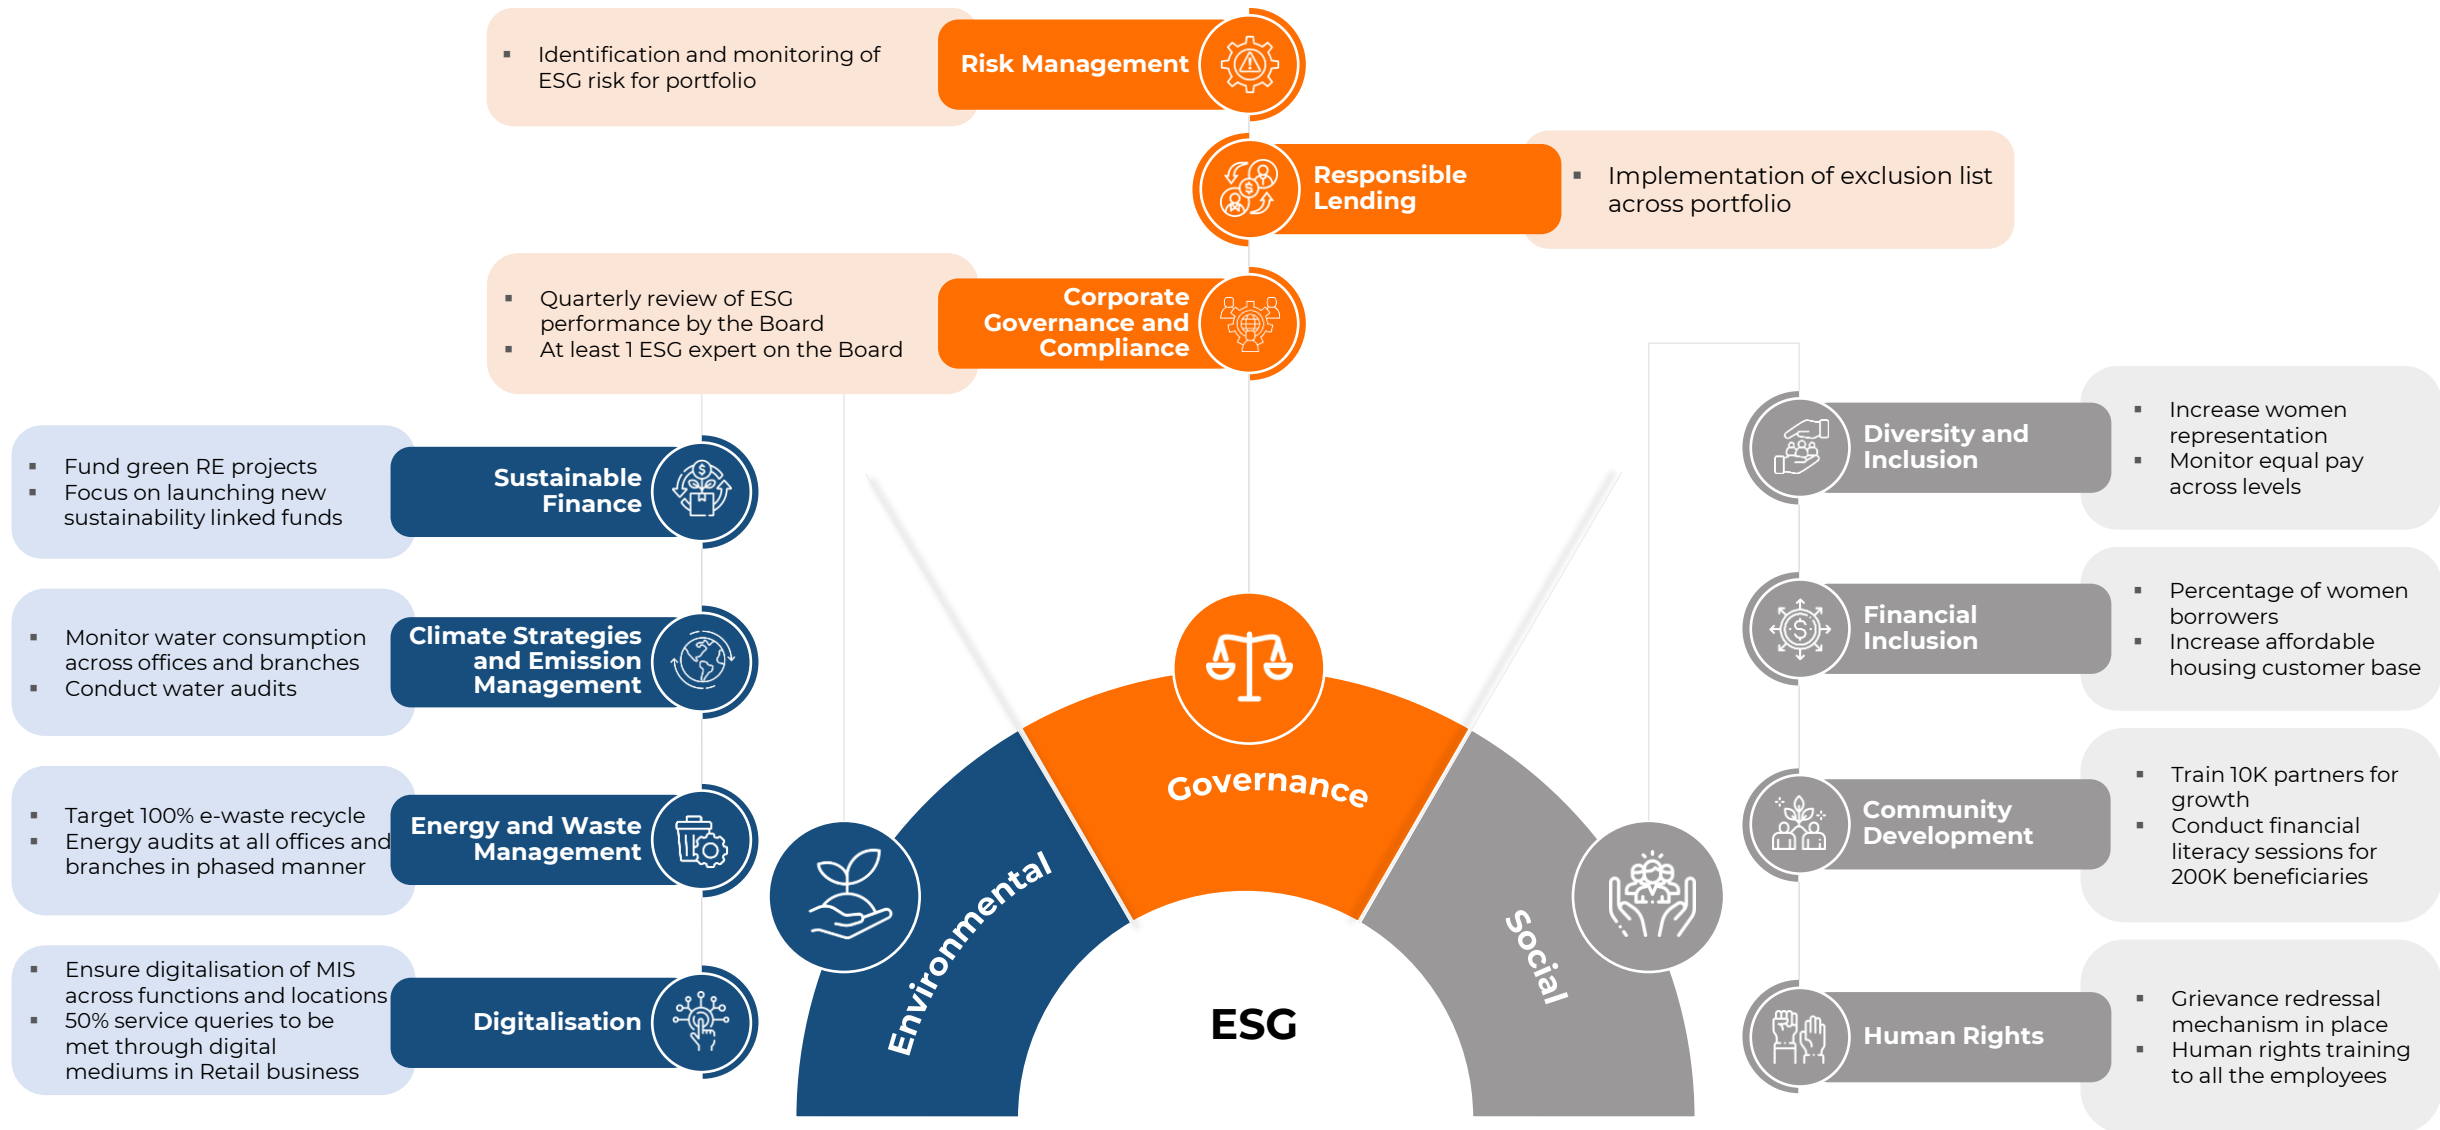 ▪ Identification and monitoring of
ESG risk for portfolio
Risk Management
Responsible
Lending
▪ Implementation of exclusion list
across portfolio
▪ Quarterly review of ESG
performance by the Board
▪ At least 1 ESG expert on the Board
Corporate
Governance and
Compliance
▪ Fund green RE projects
▪ Focus on launching new
sustainability linked funds
Sustainable
Finance
▪ Monitor water consumption
across offices and branches
▪ Conduct water audits
Climate Strategies
and Emission
Management
▪ Target 100% e-waste recycle
▪ Energy audits at all offices and
branches in phased manner
Energy and Waste
Management
▪ Ensure digitalisation of MIS
across functions and locations
▪ 50% service queries to be
met through digital
mediums in Retail business
Digitalisation
Environmental
Governance
Social
ESG
Diversity and
Inclusion
▪ Increase women
representation
▪ Monitor equal pay
across levels
Financial
Inclusion
▪ Percentage of women
borrowers
▪ Increase affordable
housing customer base
Community
Development
▪ Train 10K partners for
growth
▪ Conduct financial
literacy sessions for
200K beneficiaries
Human Rights
▪ Grievance redressal
mechanism in place
▪ Human rights training
to all the employees